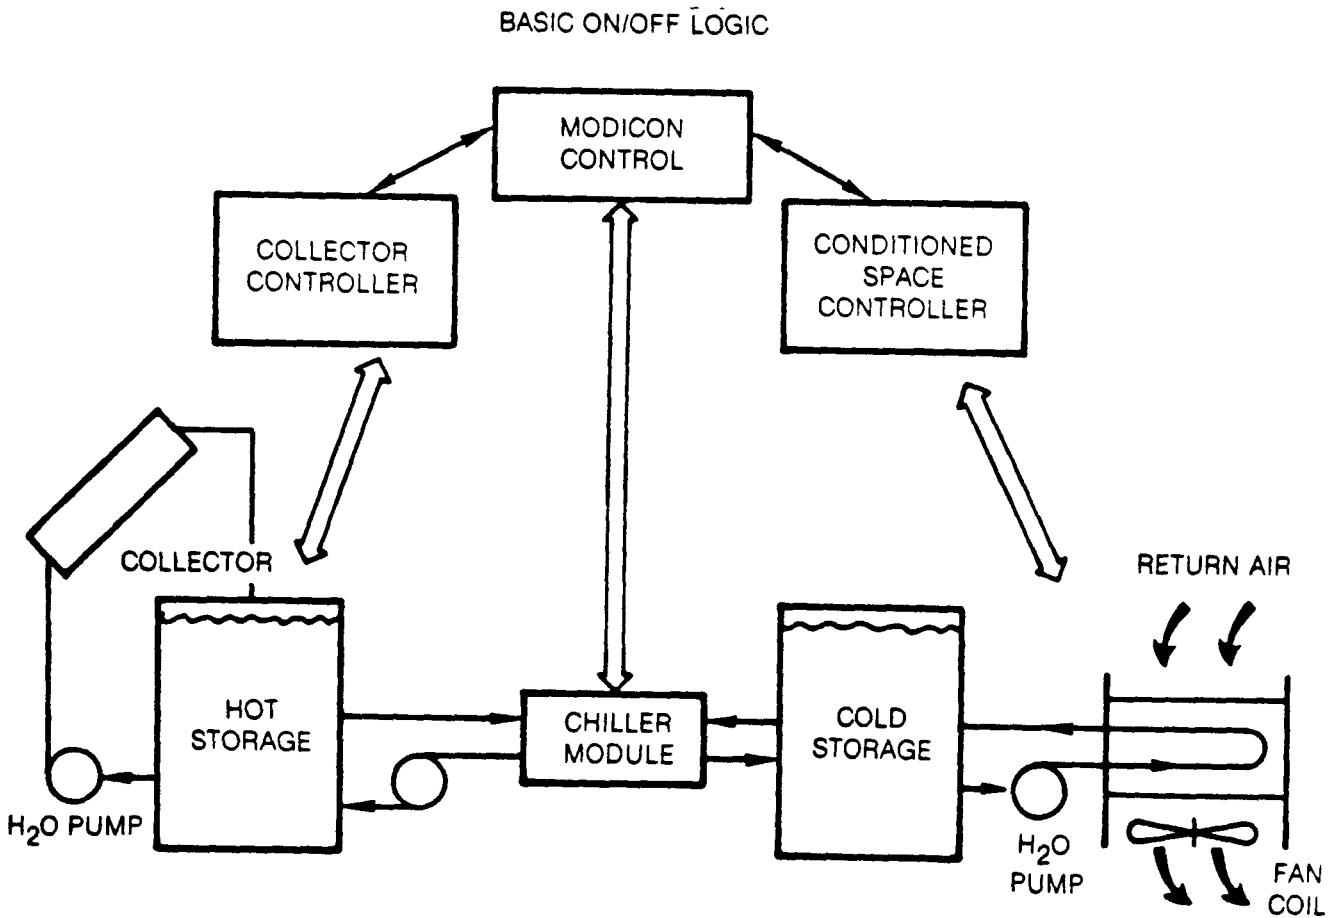 BASIC ON/OFF LOGIC
MODICON
CONTROL
COLLECTOR
CONTROLLER
CONDITIONED
SPACE
CONTROLLER
COLLECTOR
RETURN AIR
HOT
STORAGE
CHILLER
MODULE
COLD
STORAGE
H₂O PUMP
H₂O
PUMP
FAN
COIL